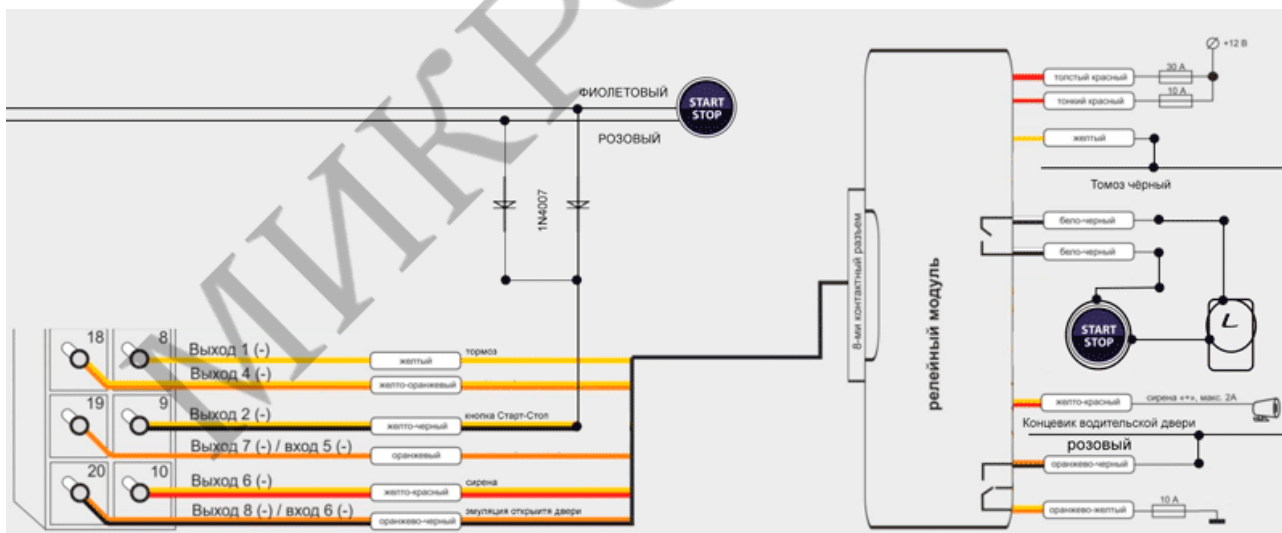 МИКР
ФИОЛЕТОВЫЙ
START
STOP
РОЗОВЫЙ
1N4007
18
8
Выход 1 (-)
желтый
тормоз
Выход 4 (-)
желто-оранжевый
19
9
Выход 2 (-)
желто-черный
кнопка Старт-Стоп
Выход 7 (-) / вход 5 (-)
оранжевый
20
10
Выход 6 (-)
желто-красный
сирена
Выход 8 (-) / вход 6 (-)
оранжево-черный
эмуляция открыитя двери
8-ми контактный разъем
релейный модуль
+12 В
толстый красный
30 А
тонкий красный
10 А
желтый
Томоз чёрный
бело-черный
бело-черный
START
STOP
L
желто-красный
сирена «+», макс. 2А
Концевик водительской двери
розовый
оранжево-черный
оранжево-желтый
10 А